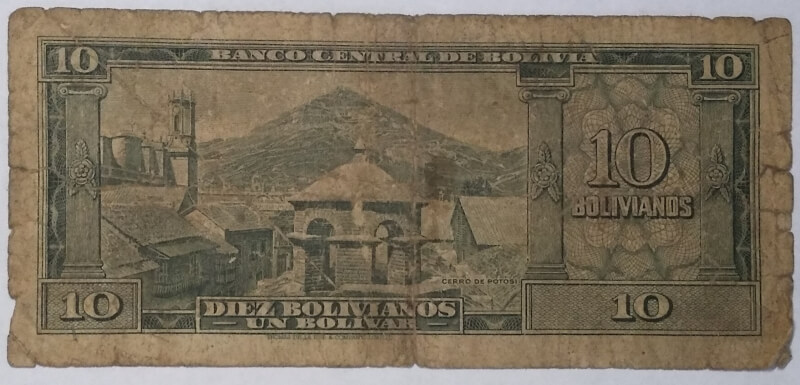 BANCO CENTRAL DE BOLIVIA
10
10
10
BOLIVIANOS
CERRO DE POTOSI
10
DIEZ BOLIVIANOS
— UN BOLIVAR —
10